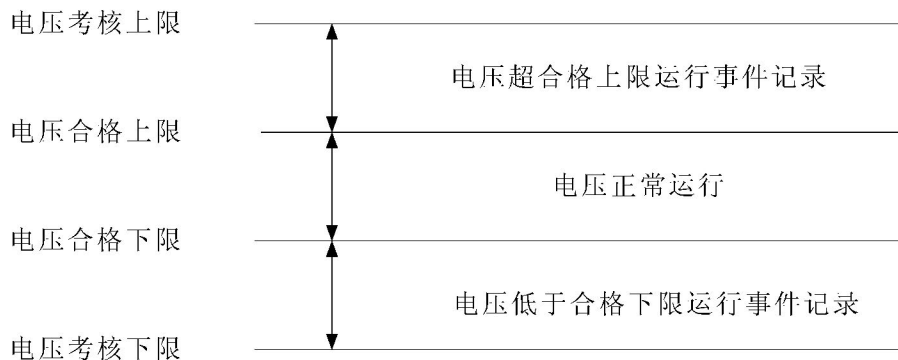 电压考核上限
电压超合格上限运行事件记录
电压合格上限
电压正常运行
电压合格下限
电压低于合格下限运行事件记录
电压考核下限